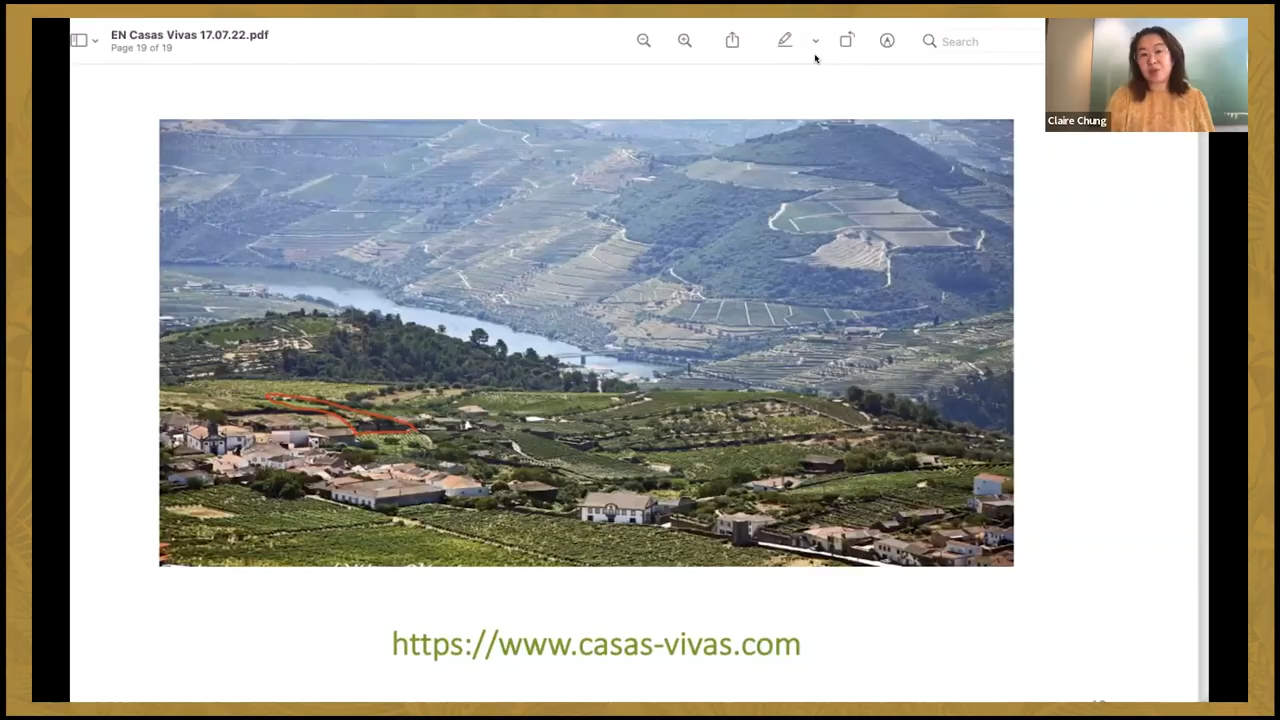 EN Casas Vivas 17.07.22.pdf
Page 19 of 19
Search
Claire Chung
https://www.casas-vivas.com